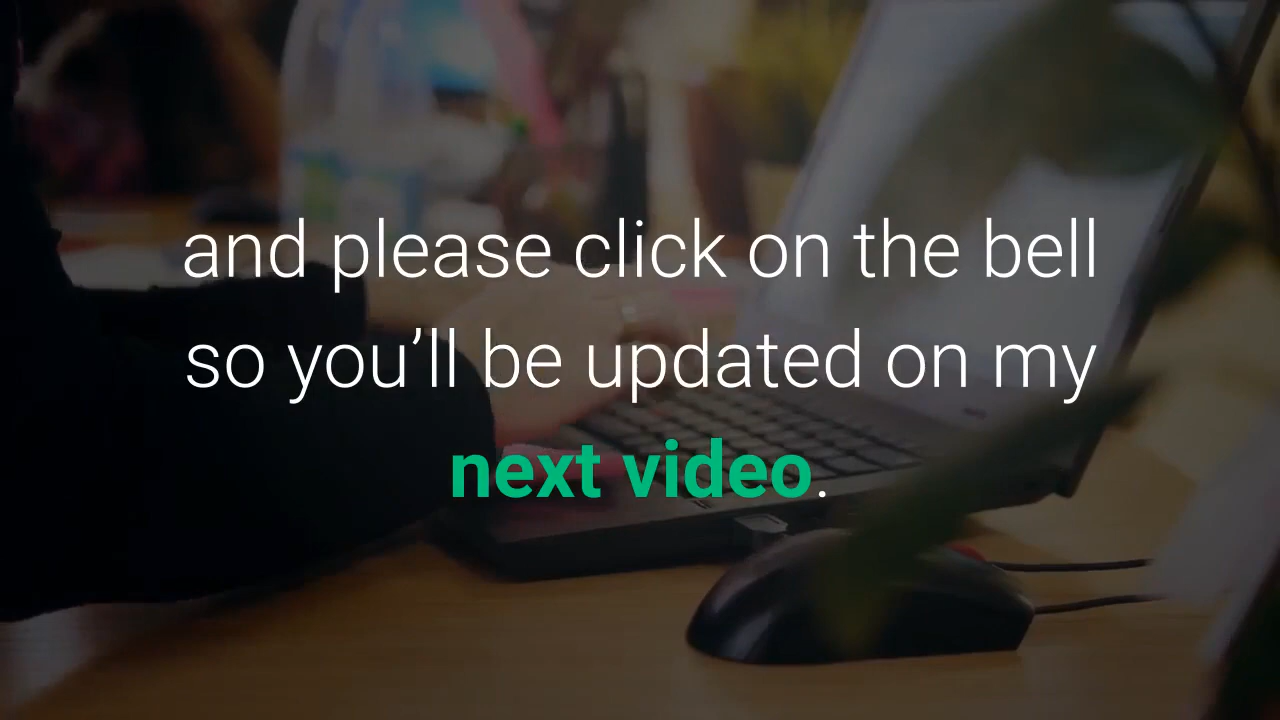 and please click on the bell
so you’ll be updated on my
next video.